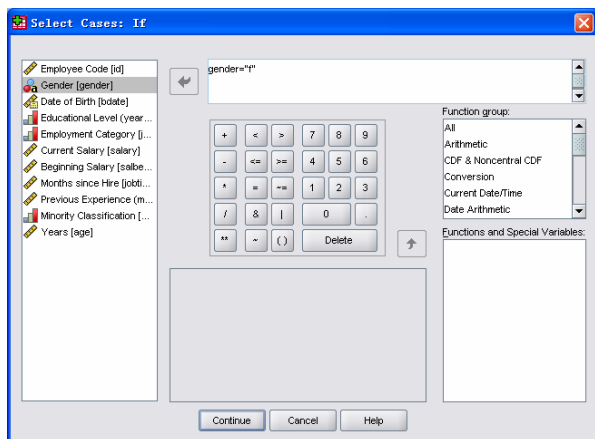 Select Cases: If
Employee Code [id]
Gender [gender]
Date of Birth [bdate]
Educational Level (year...
Employment Category [j...
Current Salary [salary]
Beginning Salary [salbe...
Months since Hire [jobti...
Previous Experience (m...
Minority Classification [...
Years [age]
gender="f"
+ < > 7 8 9
- <= >= 4 5 6
* = ~= 1 2 3
/ & | 0 .
** ~ ( ) Delete
Function group:
All
Arithmetic
CDF & Noncentral CDF
Conversion
Current Date/Time
Date Arithmetic
Functions and Special Variables:
Continue Cancel Help